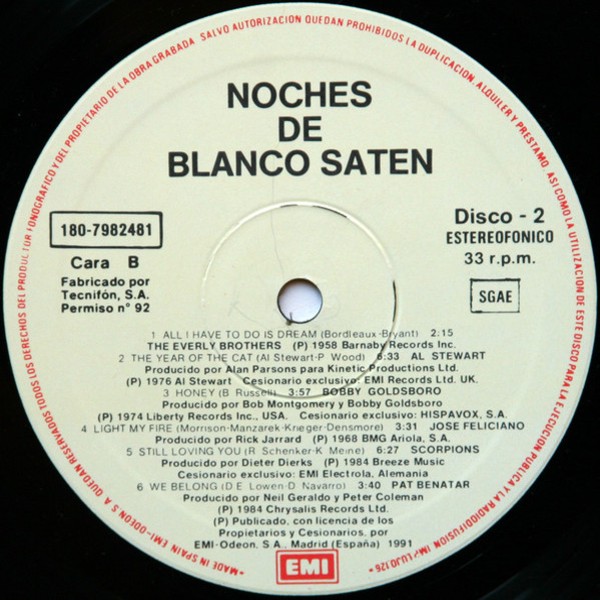 SALVO AUTORIZACION QUEDAN PROHIBIDOS LA DUPLICACION, ALQUILER Y PRESTAMO, ASI COMO LA UTILIZACION DE ESTE DISCO PARA LA EJECUCION PUBLICA Y LA RADIODIFUSION IMP/LUJO126*
*MADE IN SPAIN. EMI-ODEON S.A. QUEDAN RESERVADOS TODOS LOS DERECHOS DEL PRODUCTOR FONOGRAFICO Y DEL PROPIETARIO DE LA OBRA GRABADA
NOCHES
DE
BLANCO SATEN
180-7982481
Cara B
Fabricado por
Tecnifón, S.A.
Permiso n° 92
Disco - 2
ESTEREOFONICO
33 r.p.m.
SGAE
1 ALL I HAVE TO DO IS DREAM (Bordleaux-Bryant) 2:15
THE EVERLY BROTHERS (P) 1958 Barnaby Records Inc.
2 THE YEAR OF THE CAT (Al Stewart-P Wood) 6:33 AL STEWART
Producido por Alan Parsons para Kinetic Productions Ltd.
(P) 1976 Al Stewart Cesionario exclusivo: EMI Records Ltd. UK.
3 HONEY (B Russell) 3:57 BOBBY GOLDSBORO
Producido por Bob Montgomery y Bobby Goldsboro
(P) 1974 Liberty Records Inc., USA. Cesionario exclusivo: HISPAVOX, S.A.
4 LIGHT MY FIRE (Morrison-Manzarek-Krieger-Densmore) 3:31 JOSE FELICIANO
Producido por Rick Jarrard (P) 1968 BMG Ariola, S.A.
5 STILL LOVING YOU (R Schenker-K Meine) 6:27 SCORPIONS
Producido por Dieter Dierks (P) 1984 Breeze Music
Cesionario exclusivo: EMI Electrola, Alemania
6 WE BELONG (D E Lowen-D Navarro) 3:40 PAT BENATAR
Producido por Neil Geraldo y Peter Coleman
(P) 1984 Chrysalis Records Ltd.
(P) Publicado, con licencia de los
Propietarios y Cesionarios, por
EMI-Odeon, S.A., Madrid (España) 1991
EMI